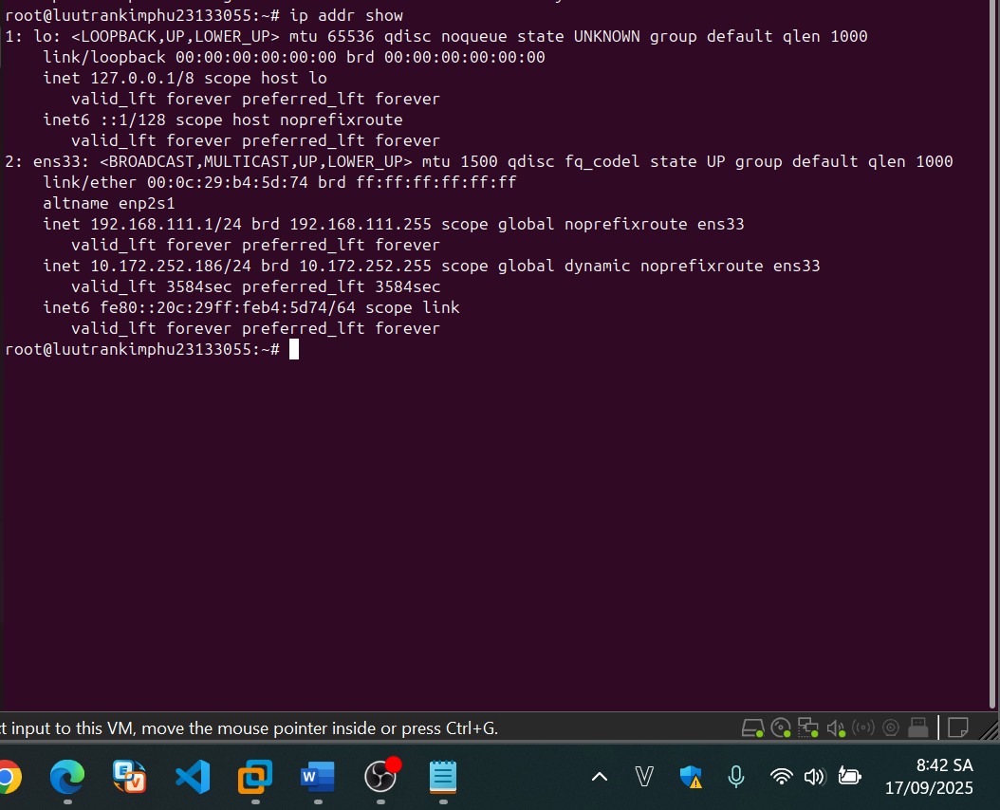 root@luutrankimphu23133055:~# ip addr show
1: lo: <LOOPBACK,UP,LOWER_UP> mtu 65536 qdisc noqueue state UNKNOWN group default qlen 1000
    link/loopback 00:00:00:00:00:00 brd 00:00:00:00:00:00
    inet 127.0.0.1/8 scope host lo
       valid_lft forever preferred_lft forever
    inet6 ::1/128 scope host noprefixroute
       valid_lft forever preferred_lft forever
2: ens33: <BROADCAST,MULTICAST,UP,LOWER_UP> mtu 1500 qdisc fq_codel state UP group default qlen 1000
    link/ether 00:0c:29:b4:5d:74 brd ff:ff:ff:ff:ff:ff
    altname enp2s1
    inet 192.168.111.1/24 brd 192.168.111.255 scope global noprefixroute ens33
       valid_lft forever preferred_lft forever
    inet 10.172.252.186/24 brd 10.172.252.255 scope global dynamic noprefixroute ens33
       valid_lft 3584sec preferred_lft 3584sec
    inet6 fe80::20c:29ff:feb4:5d74/64 scope link
       valid_lft forever preferred_lft forever
root@luutrankimphu23133055:~#
input to this VM, move the mouse pointer inside or press Ctrl+G.
8:42 SA
17/09/2025